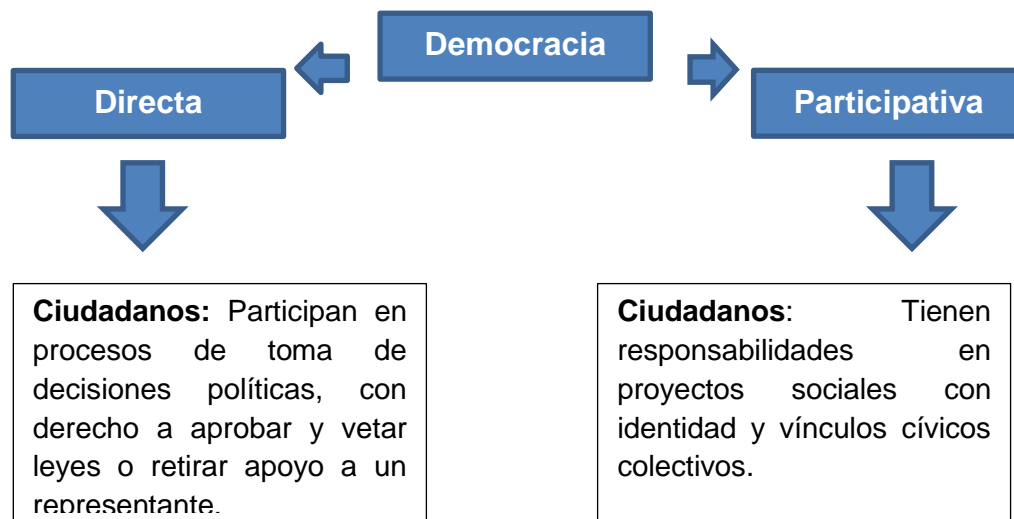 Democracia
Directa
Participativa
Ciudadanos: Participan en
procesos de toma de
decisiones políticas, con
derecho a aprobar y vetar
leyes o retirar apoyo a un
representante.
Ciudadanos: Tienen
responsabilidades en
proyectos sociales con
identidad y vínculos cívicos
colectivos.